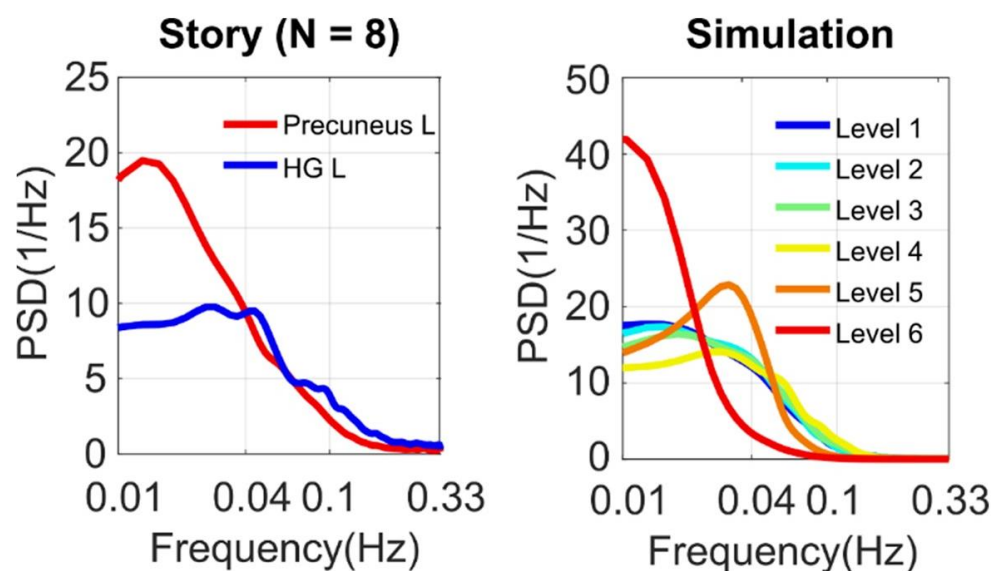 Story (N = 8)
25
20
15
10
5
0
PSD(1/Hz)
Precuneus L
HG L
0.01
0.04
0.1
0.33
Frequency(Hz)
Simulation
50
40
30
20
10
0
PSD(1/Hz)
Level 1
Level 2
Level 3
Level 4
Level 5
Level 6
0.01
0.04
0.1
0.33
Frequency(Hz)